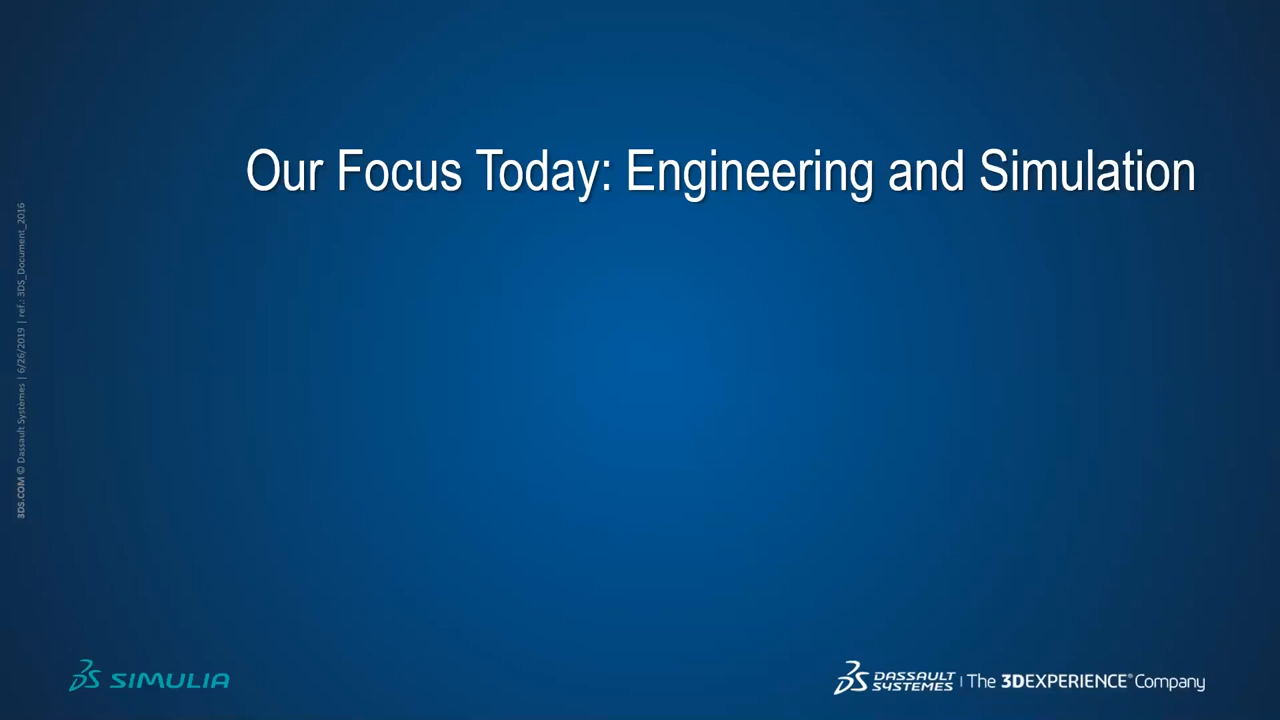 Our Focus Today: Engineering and Simulation
3DS.COM © Dassault Systèmes | 6/26/2019 | ref.: 3DS_Document_2016
SIMULIA
DASSAULT SYSTEMES | The 3DEXPERIENCE® Company